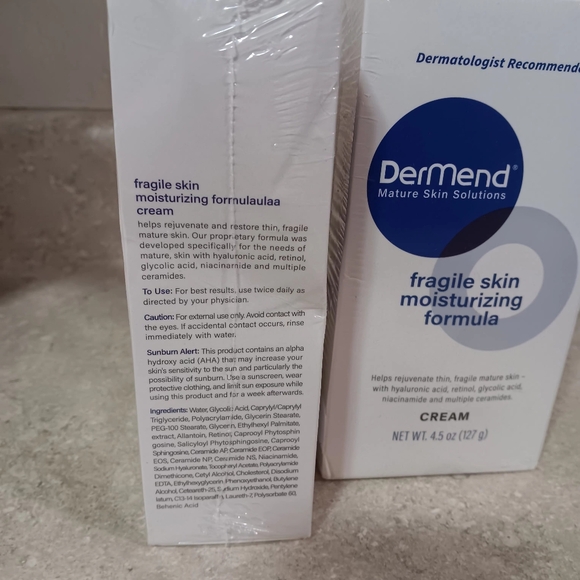 fragile skin
moisturizing formulaulaa
cream
helps rejuvenate and restore thin, fragile
mature skin. Our proprietary formula was
developed specifically for the needs of
mature, skin with hyaluronic acid, retinol,
glycolic acid, niacinamide and multiple
ceramides.
To Use: For best results, use twice daily as
directed by your physician.
Caution: For external use only. Avoid contact with
the eyes. If accidental contact occurs, rinse
immediately with water.
Sunburn Alert: This product contains an alpha
hydroxy acid (AHA) that may increase your
skin's sensitivity to the sun and particularly the
possibility of sunburn. Use a sunscreen, wear
protective clothing, and limit sun exposure while
using this product and for a week afterwards.
Ingredients: Water, Glycolic Acid, Caprylyl/Caprylyl
Triglyceride, Polyacrylamide, Glycerin Stearate,
PEG-100 Stearate, Glycerin, Ethylhexyl Palmitate,
extract, Allantoin, Retinol, Caprooyl Phytosphin
gosine, Salicyloyl Phytosphingosine, Caprooyl
Sphingosine, Ceramide AP, Ceramide EOP, Ceramide
EOS, Ceramide NP, Ceramide NS, Niacinamide,
Sodium Hyaluronate, Tocopheryl Acetate, Polyacrylamide
Dimethicone, Cetyl Alcohol, Cholesterol, Disodium
EDTA, Ethylhexylglycerin, Phenoxyethanol, Butylene
Alcohol, Ceteareth-25, Hydroxide, Pentylene
C13-14 Laureth-7, Polysorbate 60,
Behenic Acid
Dermatologist Recommende
DerMend®
Mature Skin Solutions
fragile skin
moisturizing
formula
Helps rejuvenate thin, fragile mature skin –
with hyaluronic acid, retinol, glycolic acid,
niacinamide and multiple ceramides.
CREAM
NET WT. 4.5 oz (127 g)